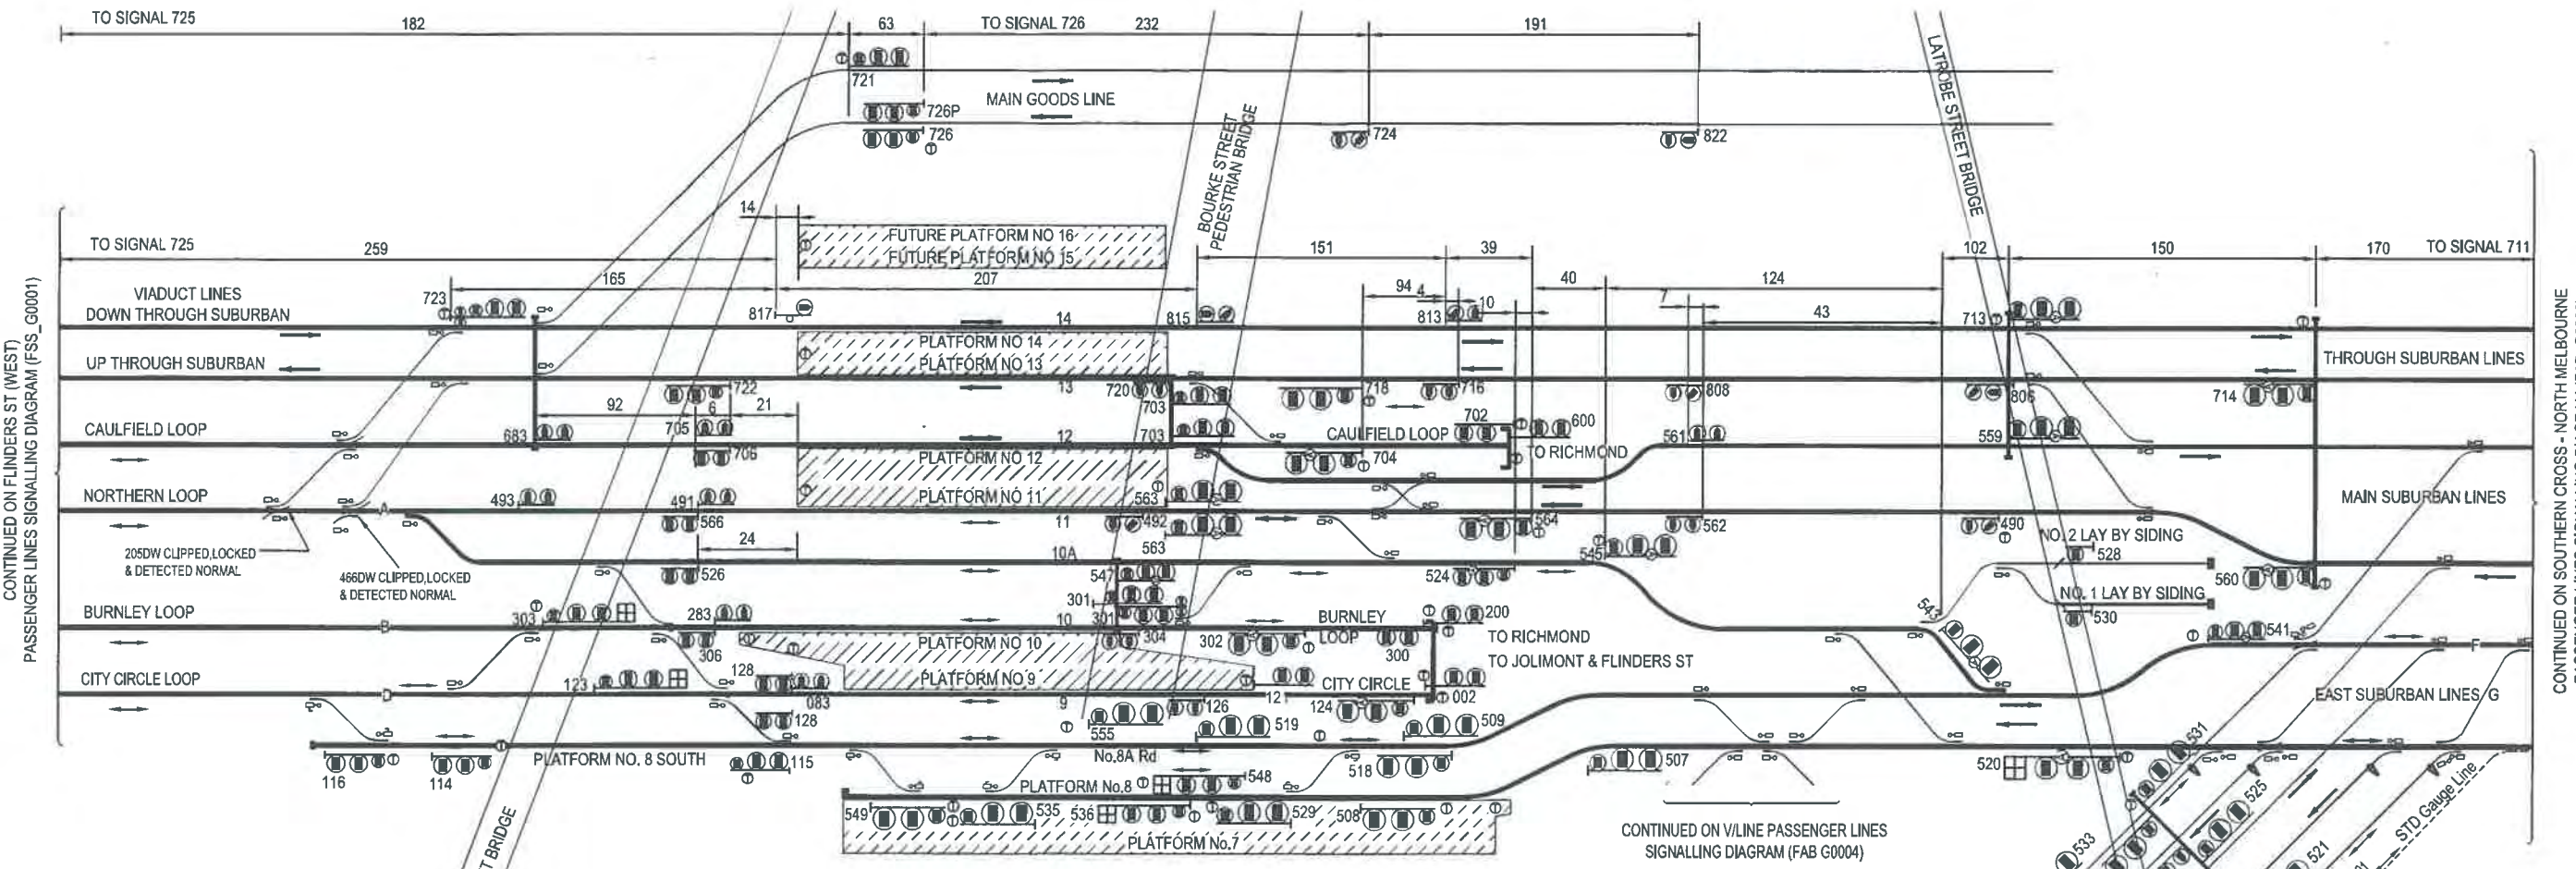 TO SIGNAL 725
182
63
TO SIGNAL 726
232
191
721
MAIN GOODS LINE
726P
726
724
822
LATROBE STREET BRIDGE
BOURKE STREET
PEDESTRIAN BRIDGE
14
FUTURE PLATFORM NO 16
FUTURE PLATFORM NO 15
TO SIGNAL 725
259
165
207
151
39
40
94
4
10
7
124
43
102
150
170
TO SIGNAL 711
CONTINUED ON FLINDERS ST (WEST)
PASSENGER LINES SIGNALLING DIAGRAM (FSS_G0001)
VIADUCT LINES
DOWN THROUGH SUBURBAN
723
817
14
815
813
713
PLATFORM NO 14
PLATFORM NO 13
UP THROUGH SUBURBAN
THROUGH SUBURBAN LINES
722
13
720
703
718
716
808
806
714
92
6
21
CAULFIELD LOOP
683
705
706
12
703
CAULFIELD LOOP
702
600
TO RICHMOND
704
561
559
PLATFORM NO 12
PLATFORM NO 11
NORTHERN LOOP
A
493
491
566
11
492
563
563
564
562
490
MAIN SUBURBAN LINES
205DW CLIPPED,LOCKED
& DETECTED NORMAL
466DW CLIPPED,LOCKED
& DETECTED NORMAL
24
10A
526
547
524
545
NO. 2 LAY BY SIDING
528
560
NO. 1 LAY BY SIDING
530
543
541
BURNLEY LOOP
B
303
283
306
10
301
301
304
302
BURNLEY
LOOP
300
200
TO RICHMOND
TO JOLIMONT & FLINDERS ST
F
PLATFORM NO 10
PLATFORM NO 9
CITY CIRCLE LOOP
D
123
128
083
128
9
126
12
CITY CIRCLE
124
002
EAST SUBURBAN LINES G
555
519
509
116
114
PLATFORM NO. 8 SOUTH
115
No.8A Rd
518
507
520
531
PLATFORM No.8
548
549
535
536
529
508
PLATFORM No.7
CONTINUED ON V/LINE PASSENGER LINES
SIGNALLING DIAGRAM (FAB G0004)
533
525
521
STD Gauge Line
T BRIDGE
CONTINUED ON SOUTHERN CROSS - NORTH MELBOURNE